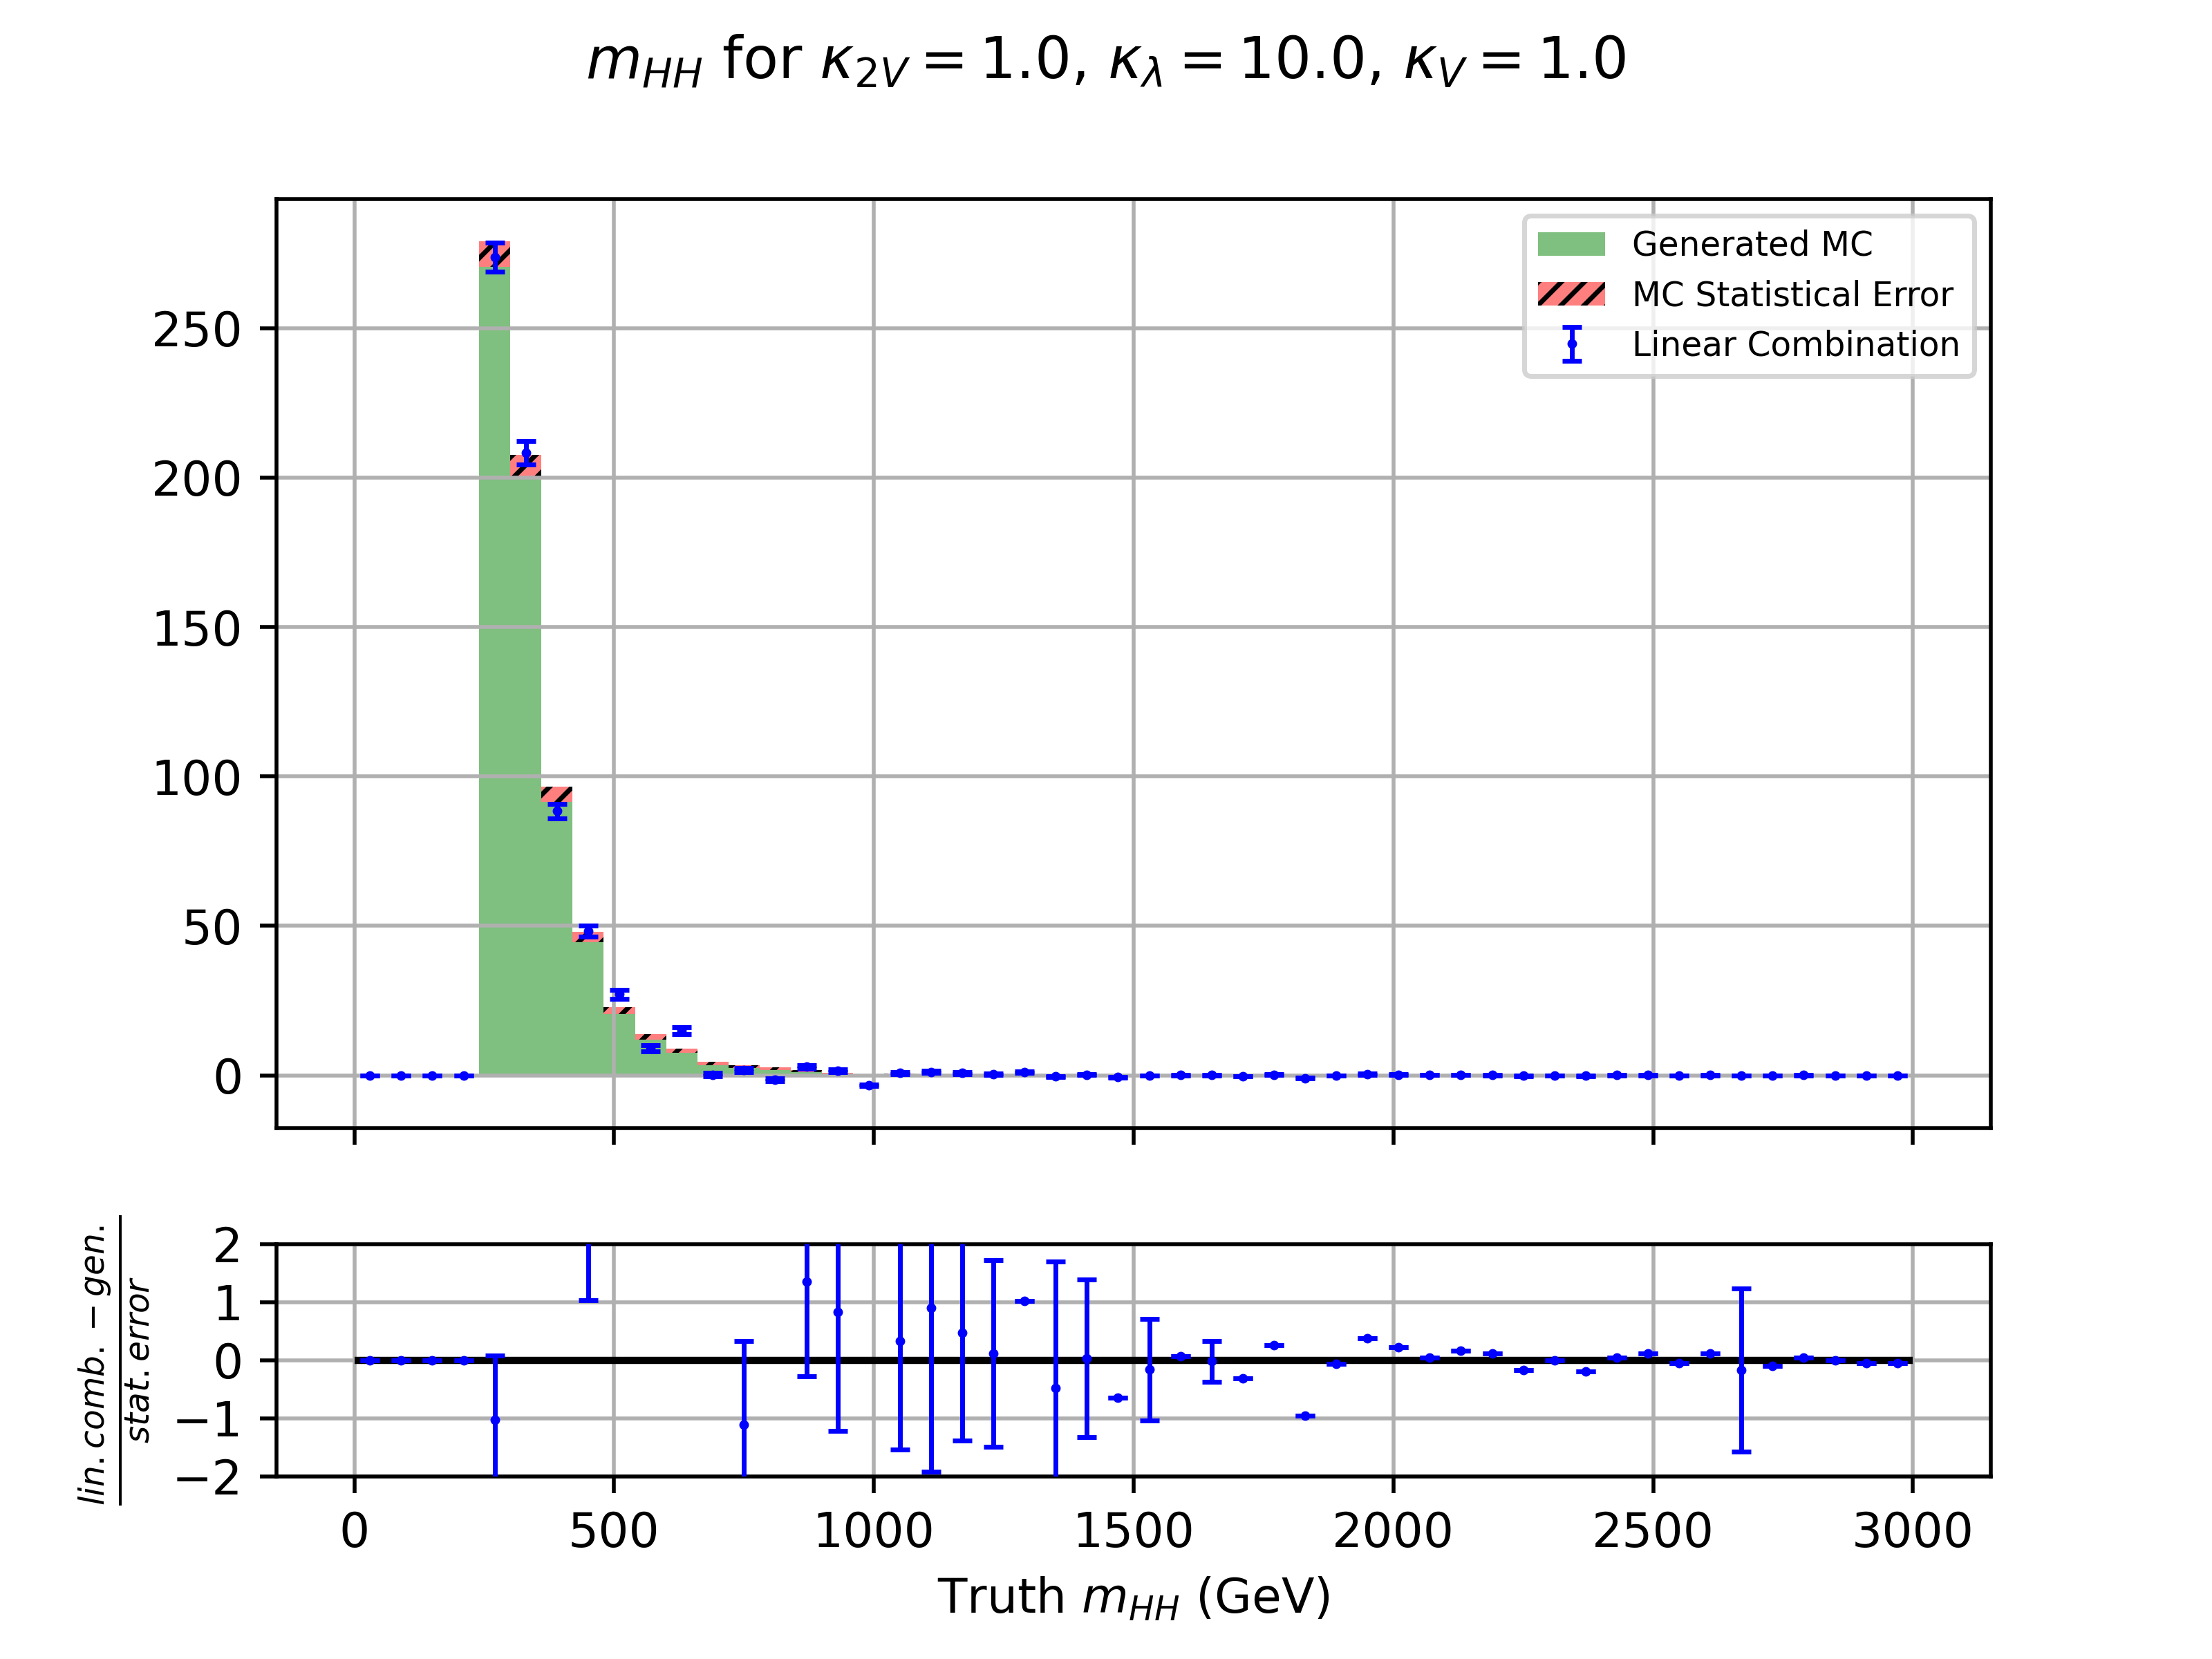 m_HH for κ_2V = 1.0, κ_λ = 10.0, κ_V = 1.0
250
200
150
100
50
0
Generated MC
MC Statistical Error
Linear Combination
lin. comb. − gen.
stat. error
2
1
0
−1
−2
0 500 1000 1500 2000 2500 3000
Truth m_HH (GeV)